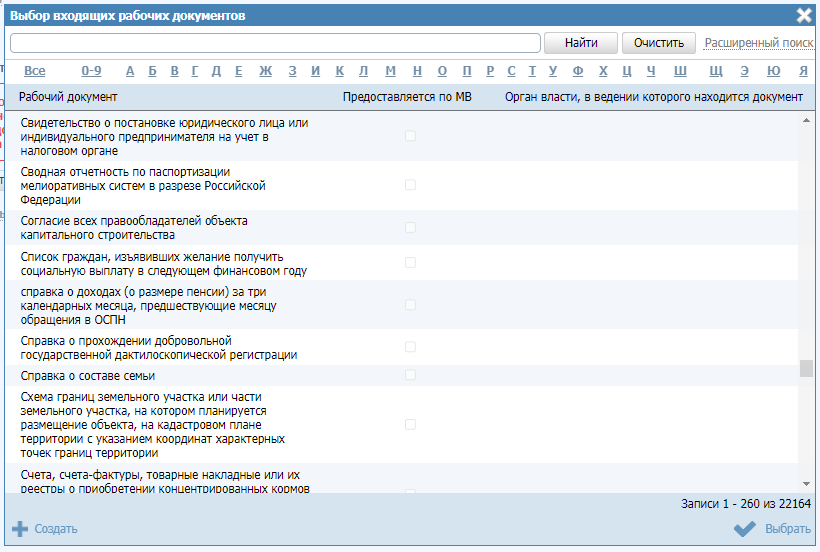 Выбор входящих рабочих документов
Найти Очистить Расширенный поиск
Все 0-9 А Б В Г Д Е Ж З И К Л М Н О П Р С Т У Ф Х Ц Ч Ш Щ Э Ю Я
Рабочий документ Предоставляется по МВ Орган власти, в ведении которого находится документ
Свидетельство о постановке юридического лица или
индивидуального предпринимателя на учет в
налоговом органе
Сводная отчетность по паспортизации
мелиоративных систем в разрезе Российской
Федерации
Согласие всех правообладателей объекта
капитального строительства
Список граждан, изъявивших желание получить
социальную выплату в следующем финансовом году
справка о доходах (о размере пенсии) за три
календарных месяца, предшествующие месяцу
обращения в ОСПН
Справка о прохождении добровольной
государственной дактилоскопической регистрации
Справка о составе семьи
Схема границ земельного участка или части
земельного участка, на котором планируется
размещение объекта, на кадастровом плане
территории с указанием координат характерных
точек границ территории
Счета, счета-фактуры, товарные накладные или их
реестры о приобретении концентрированных кормов
Записи 1 - 260 из 22164
Создать Выбрать